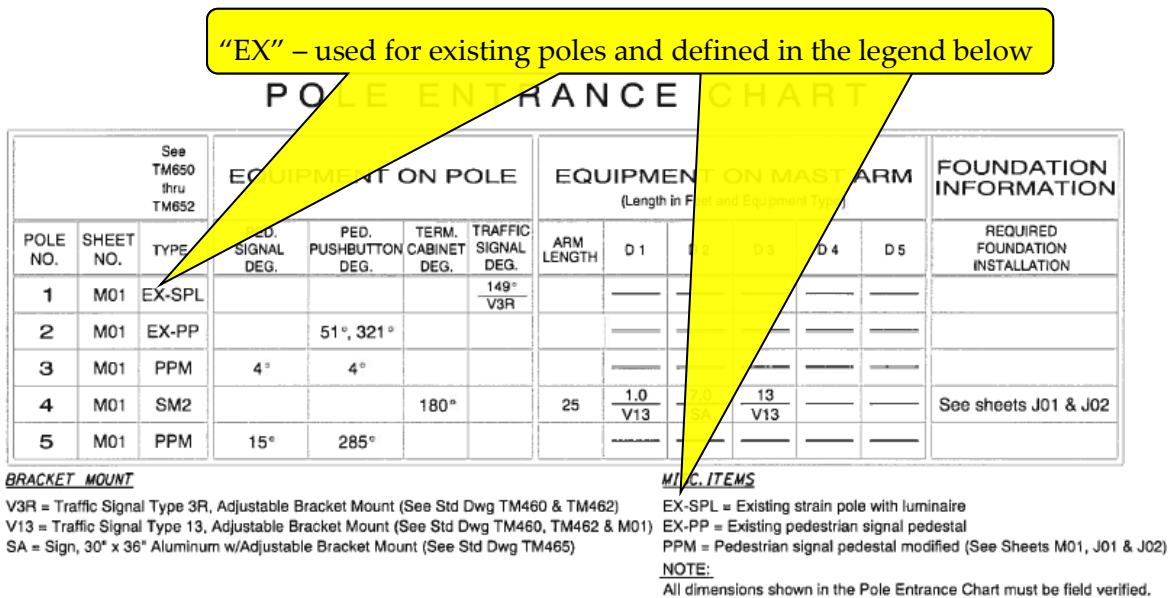 “EX” – used for existing poles and defined in the legend below
POLE ENTRANCE CHART
See TM650 thru TM652
EQUIPMENT ON POLE
EQUIPMENT ON MAST ARM
(Length in Feet and Equipment Type)
FOUNDATION INFORMATION
POLE NO. SHEET NO. TYPE PED. SIGNAL DEG. PED. PUSHBUTTON DEG. TERM. CABINET DEG. TRAFFIC SIGNAL DEG. ARM LENGTH D 1 D 2 D 3 D 4 D 5 REQUIRED FOUNDATION INSTALLATION
1 M01 EX-SPL 149° V3R
2 M01 EX-PP 51°, 321°
3 M01 PPM 4° 4°
4 M01 SM2 180° 25 1.0 V13 7.0 SA 13 V13 See sheets J01 & J02
5 M01 PPM 15° 285°
BRACKET MOUNT
V3R = Traffic Signal Type 3R, Adjustable Bracket Mount (See Std Dwg TM460 & TM462)
V13 = Traffic Signal Type 13, Adjustable Bracket Mount (See Std Dwg TM460, TM462 & M01)
SA = Sign, 30" x 36" Aluminum w/Adjustable Bracket Mount (See Std Dwg TM465)
MISC. ITEMS
EX-SPL = Existing strain pole with luminaire
EX-PP = Existing pedestrian signal pedestal
PPM = Pedestrian signal pedestal modified (See Sheets M01, J01 & J02)
NOTE:
All dimensions shown in the Pole Entrance Chart must be field verified.